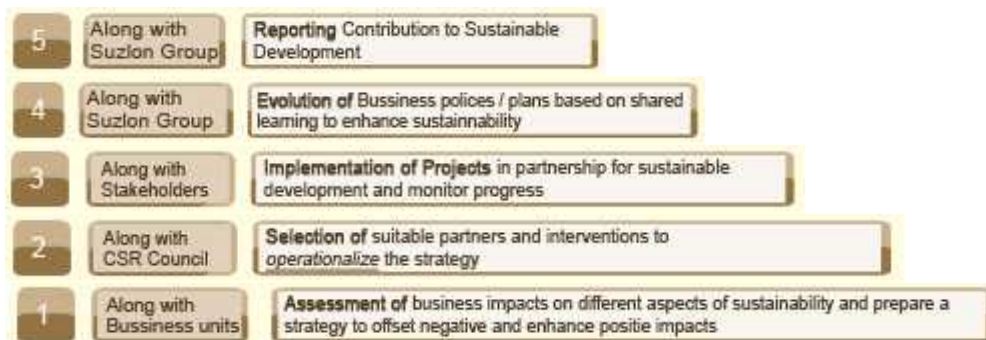 5
Along with
Suzlon Group
Reporting Contribution to Sustainable
Development
4
Along with
Suzlon Group
Evolution of Bussiness polices / plans based on shared
learning to enhance sustainnability
3
Along with
Stakeholders
Implementation of Projects in partnership for sustainable
development and monitor progress
2
Along with
CSR Council
Selection of suitable partners and interventions to
operationalize the strategy
1
Along with
Bussiness units
Assessment of business impacts on different aspects of sustainability and prepare a
strategy to offset negative and enhance positie impacts